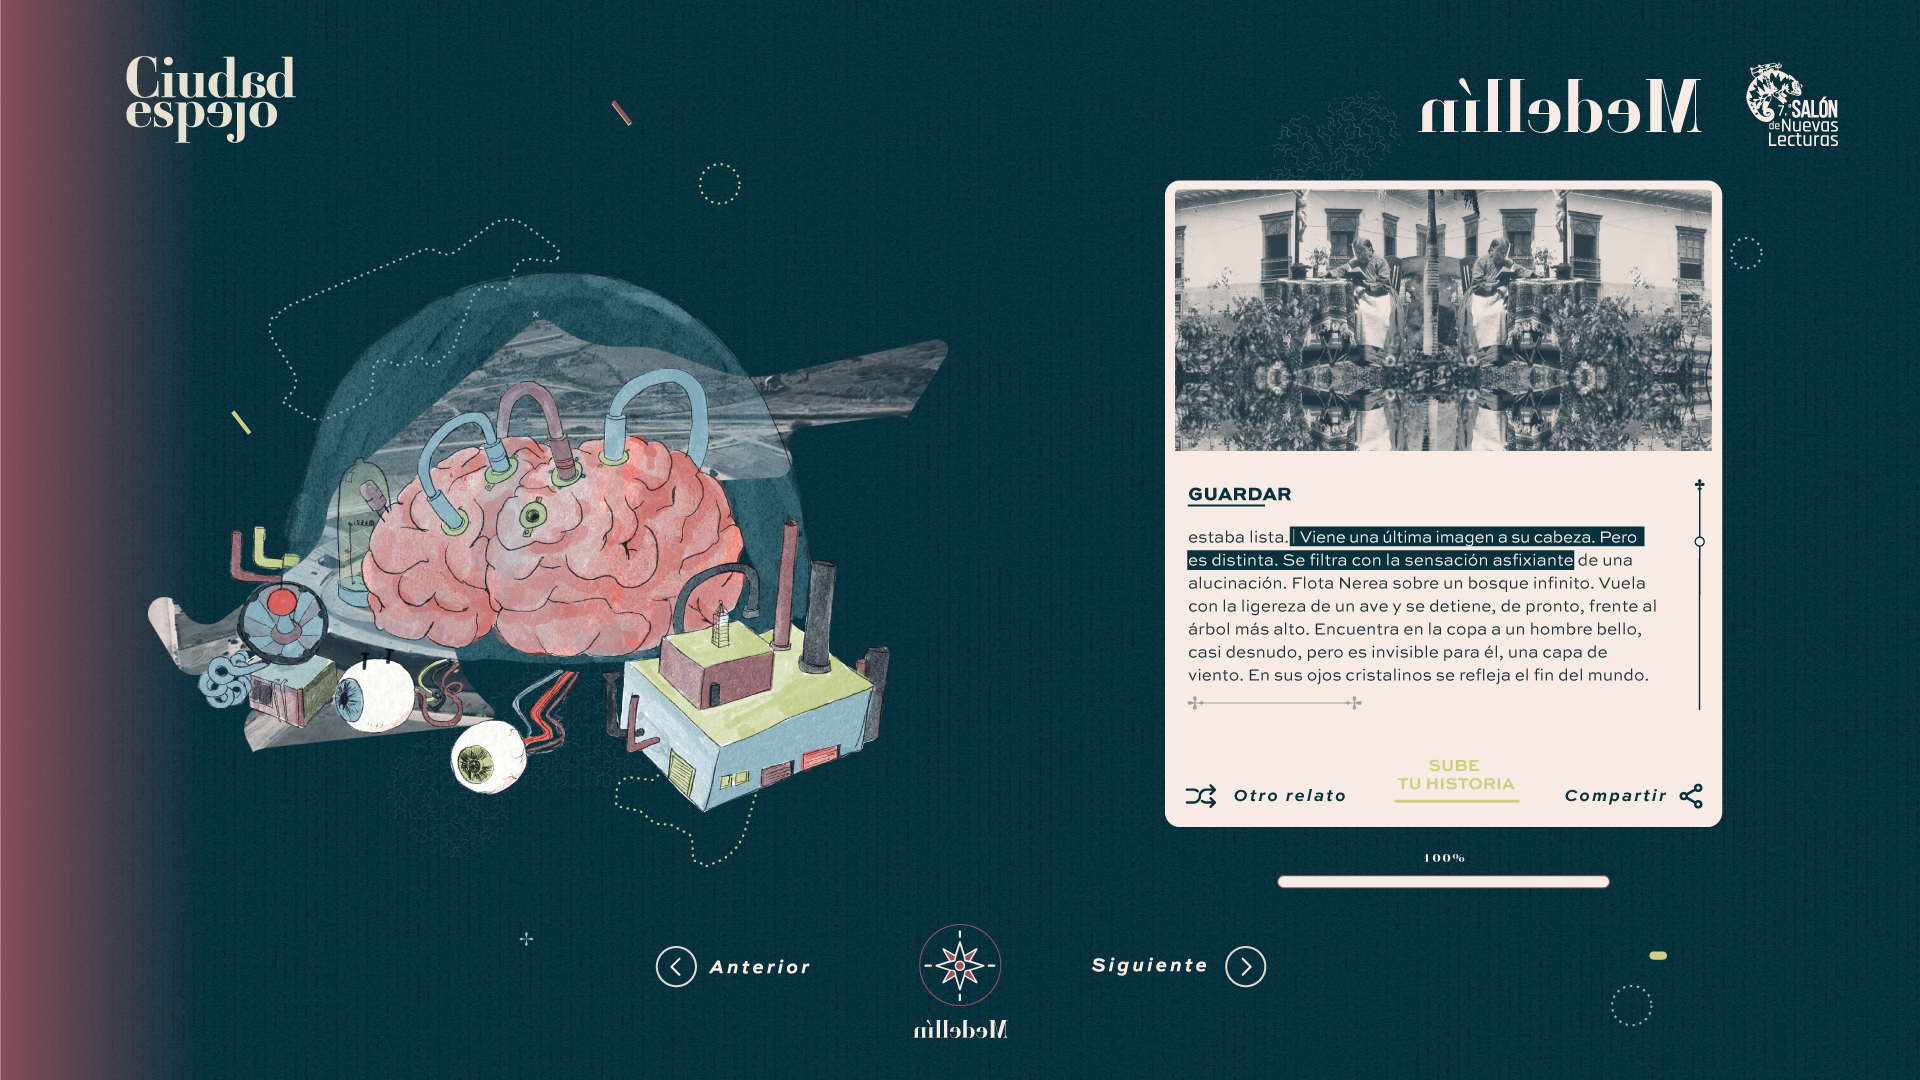 Ciudad
espejo
Medellín
7.º SALÓN
de Nuevas
Lecturas
GUARDAR
estaba lista. Viene una última imagen a su cabeza. Pero
es distinta. Se filtra con la sensación asfixiante de una
alucinación. Flota Nerea sobre un bosque infinito. Vuela
con la ligereza de un ave y se detiene, de pronto, frente al
árbol más alto. Encuentra en la copa a un hombre bello,
casi desnudo, pero es invisible para él, una capa de
viento. En sus ojos cristalinos se refleja el fin del mundo.
Otro relato
SUBE
TU HISTORIA
Compartir
100%
Anterior
Medellín
Siguiente